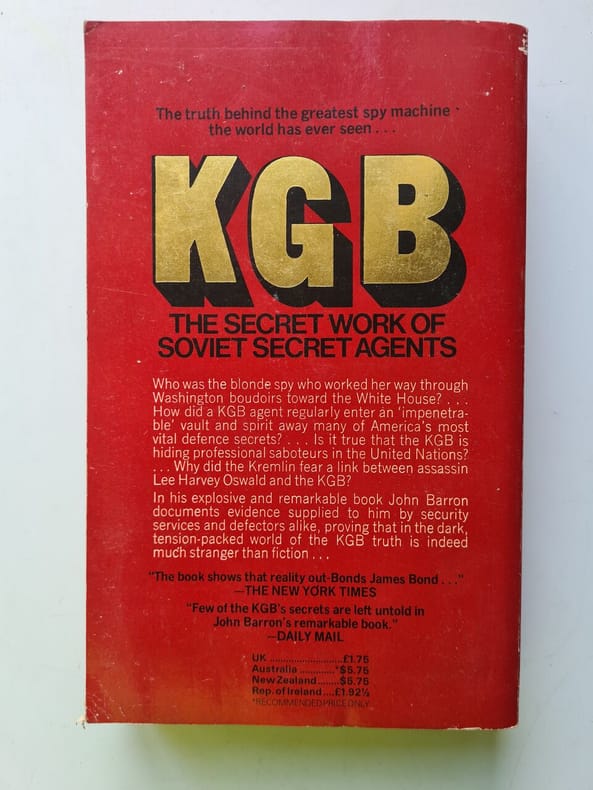 The truth behind the greatest spy machine
the world has ever seen . . .
KGB
THE SECRET WORK OF
SOVIET SECRET AGENTS
Who was the blonde spy who worked her way through
Washington boudoirs toward the White House? . . .
How did a KGB agent regularly enter an 'impenetra-
ble' vault and spirit away many of America's most
vital defence secrets? . . . Is it true that the KGB is
hiding professional saboteurs in the United Nations?
. . . Why did the Kremlin fear a link between assassin
Lee Harvey Oswald and the KGB?
In his explosive and remarkable book John Barron
documents evidence supplied to him by security
services and defectors alike, proving that in the dark,
tension-packed world of the KGB truth is indeed
much stranger than fiction . . .
"The book shows that reality out-Bonds James Bond . . ."
—THE NEW YORK TIMES
"Few of the KGB's secrets are left untold in
John Barron's remarkable book."
—DAILY MAIL
UK ...........................£1.75
Australia .............*$5.75
New Zealand.......$5.75
Rep. of Ireland....£1.92½
*RECOMMENDED PRICE ONLY